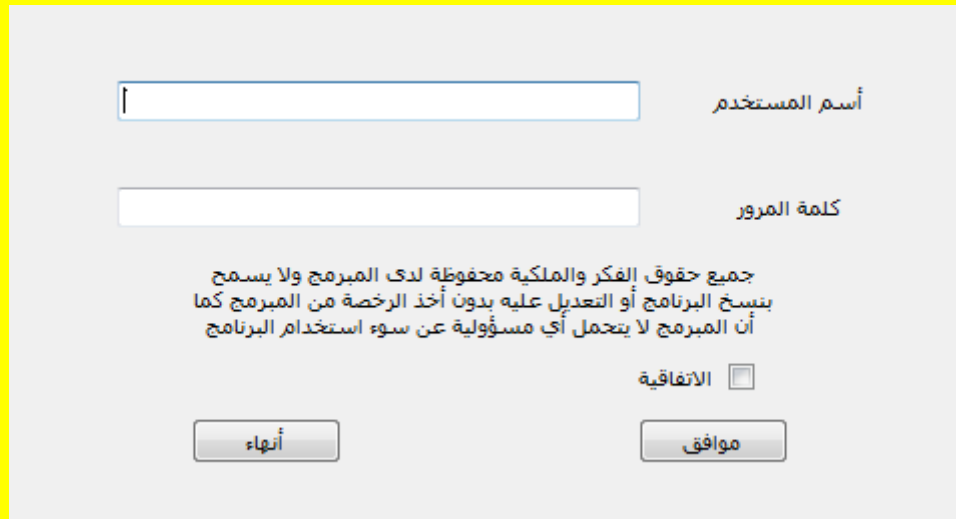 أسم المستخدم
كلمة المرور
جميع حقوق الفكر والملكية محفوظة لدى المبرمج ولا يسمح
بنسخ البرنامج أو التعديل عليه بدون أخذ الرخصة من المبرمج كما
أن المبرمج لا يتحمل أي مسؤولية عن سوء استخدام البرنامج
الاتفاقية
موافق
أنهاء